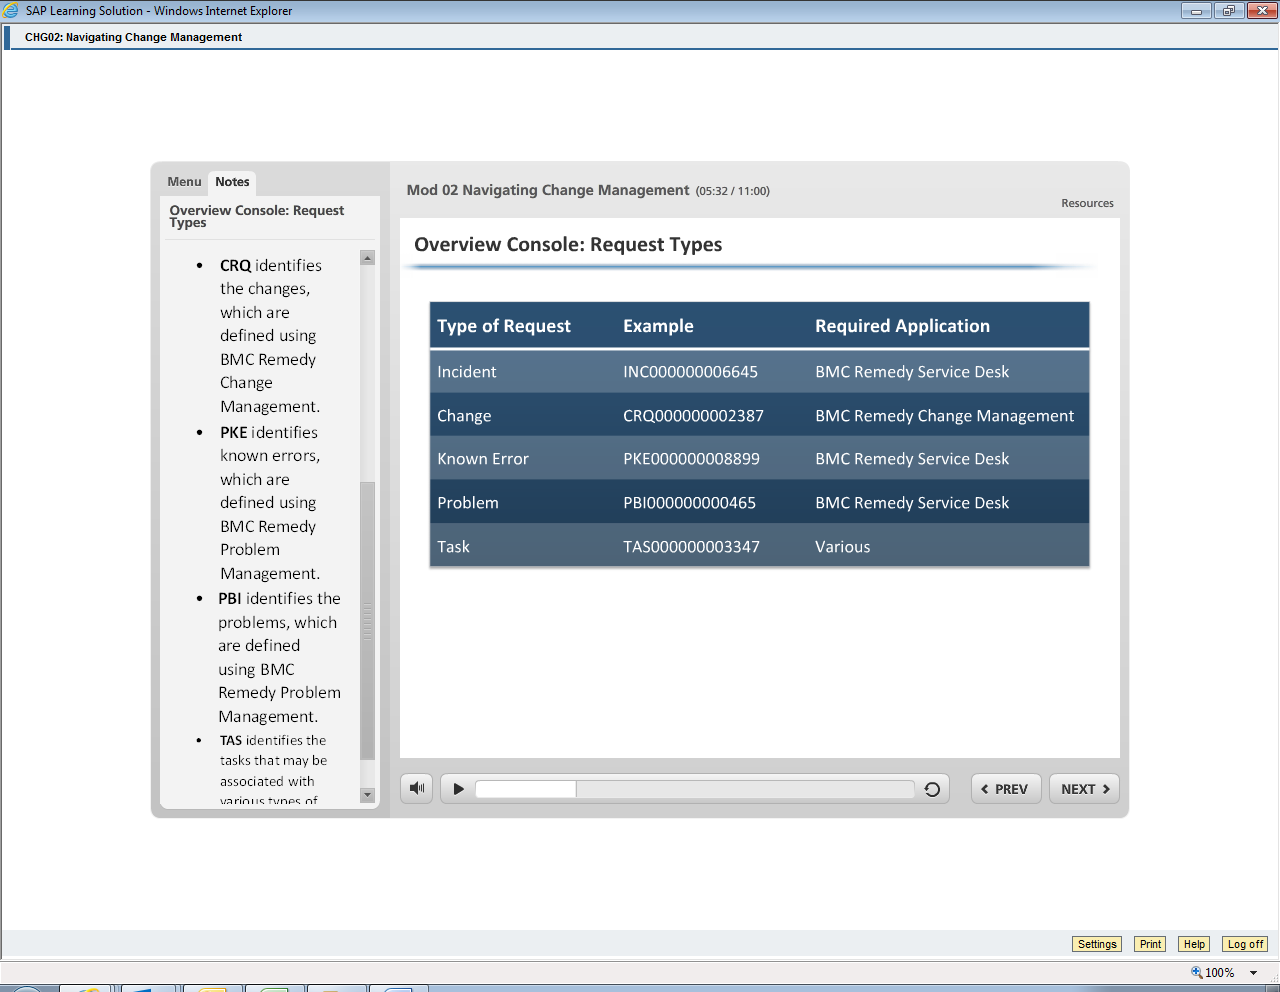 SAP Learning Solution - Windows Internet Explorer
CHG02: Navigating Change Management
Menu
Notes
Overview Console: Request
Types
• CRQ identifies
the changes,
which are
defined using
BMC Remedy
Change
Management.
• PKE identifies
known errors,
which are
defined using
BMC Remedy
Problem
Management.
• PBI identifies the
problems, which
are defined
using BMC
Remedy Problem
Management.
• TAS identifies the
tasks that may be
associated with
various types of
Mod 02 Navigating Change Management (05:32 / 11:00)
Resources
Overview Console: Request Types
Type of Request Example Required Application
Incident INC000000006645 BMC Remedy Service Desk
Change CRQ000000002387 BMC Remedy Change Management
Known Error PKE000000008899 BMC Remedy Service Desk
Problem PBI000000000465 BMC Remedy Service Desk
Task TAS000000003347 Various
PREV
NEXT
Settings Print Help Log off
100%